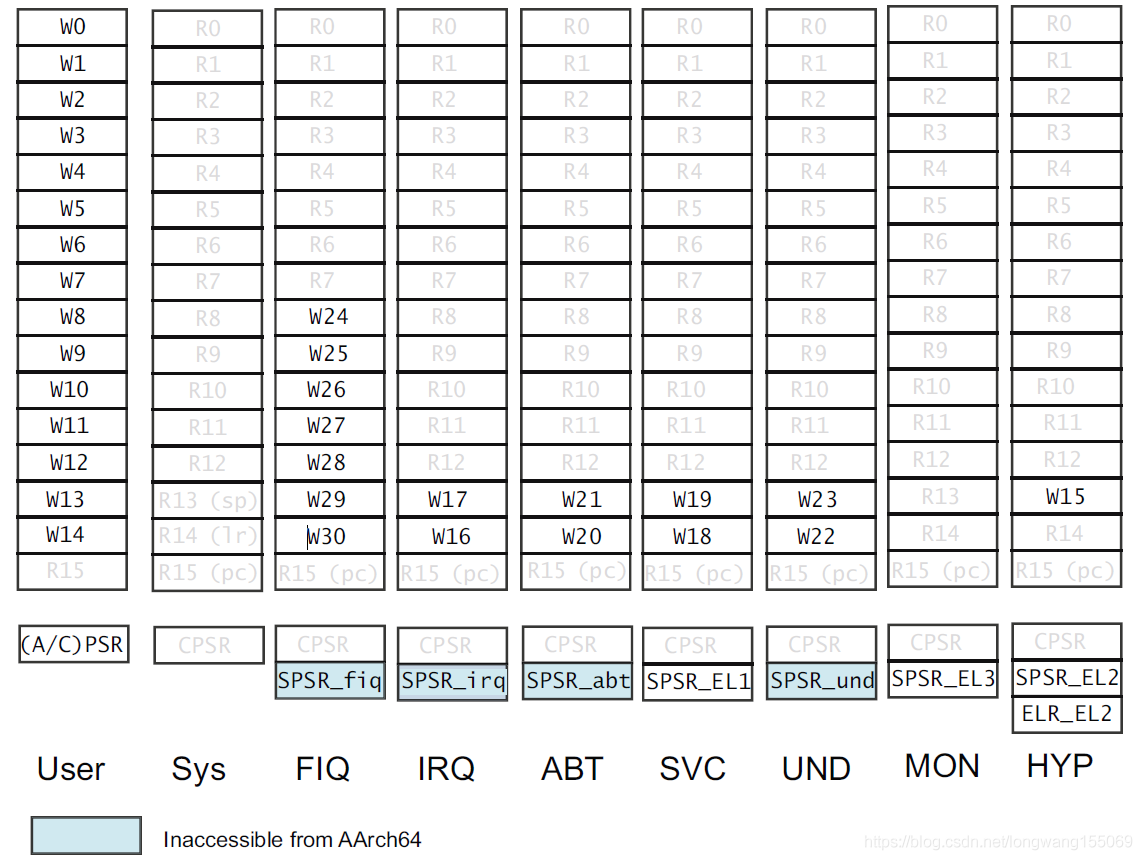 W0 R0 R0 R0 R0 R0 R0 R0 R0
W1 R1 R1 R1 R1 R1 R1 R1 R1
W2 R2 R2 R2 R2 R2 R2 R2 R2
W3 R3 R3 R3 R3 R3 R3 R3 R3
W4 R4 R4 R4 R4 R4 R4 R4 R4
W5 R5 R5 R5 R5 R5 R5 R5 R5
W6 R6 R6 R6 R6 R6 R6 R6 R6
W7 R7 R7 R7 R7 R7 R7 R7 R7
W8 R8 W24 R8 R8 R8 R8 R8 R8
W9 R9 W25 R9 R9 R9 R9 R9 R9
W10 R10 W26 R10 R10 R10 R10 R10 R10
W11 R11 W27 R11 R11 R11 R11 R11 R11
W12 R12 W28 R12 R12 R12 R12 R12 R12
W13 R13 (sp) W29 W17 W21 W19 W23 R13 W15
W14 R14 (lr) W30 W16 W20 W18 W22 R14 R14
R15 R15 (pc) R15 (pc) R15 (pc) R15 (pc) R15 (pc) R15 (pc) R15 (pc) R15 (pc)
(A/C)PSR CPSR CPSR CPSR CPSR CPSR CPSR CPSR CPSR
SPSR_fiq SPSR_irq SPSR_abt SPSR_EL1 SPSR_und SPSR_EL3 SPSR_EL2
ELR_EL2
User Sys FIQ IRQ ABT SVC UND MON HYP
Inaccessible from AArch64
https://blog.csdn.net/longwang155069